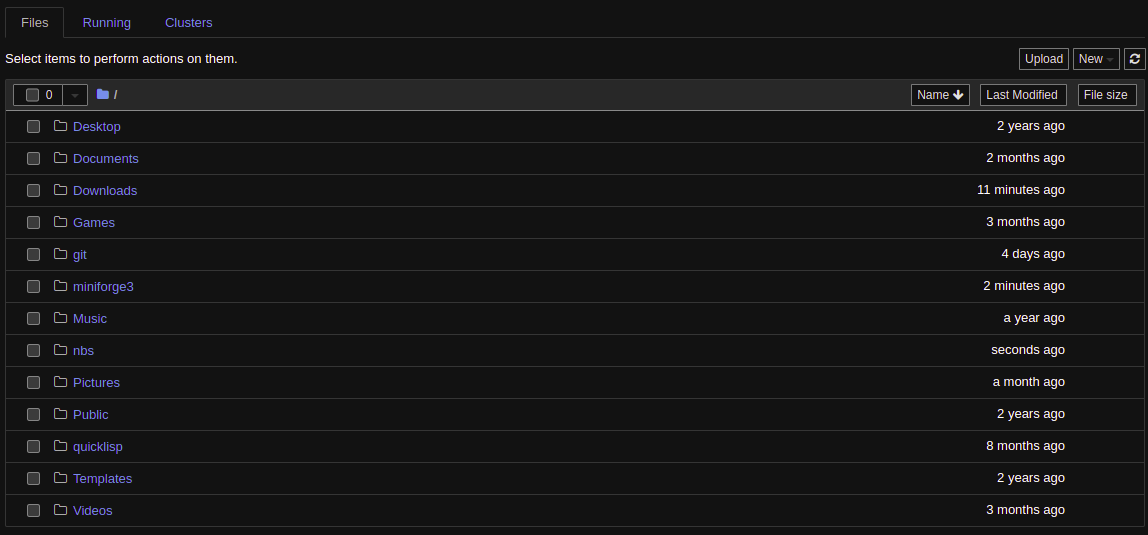 Files Running Clusters
Select items to perform actions on them. Upload New
0 / Name Last Modified File size
Desktop 2 years ago
Documents 2 months ago
Downloads 11 minutes ago
Games 3 months ago
git 4 days ago
miniforge3 2 minutes ago
Music a year ago
nbs seconds ago
Pictures a month ago
Public 2 years ago
quicklisp 8 months ago
Templates 2 years ago
Videos 3 months ago